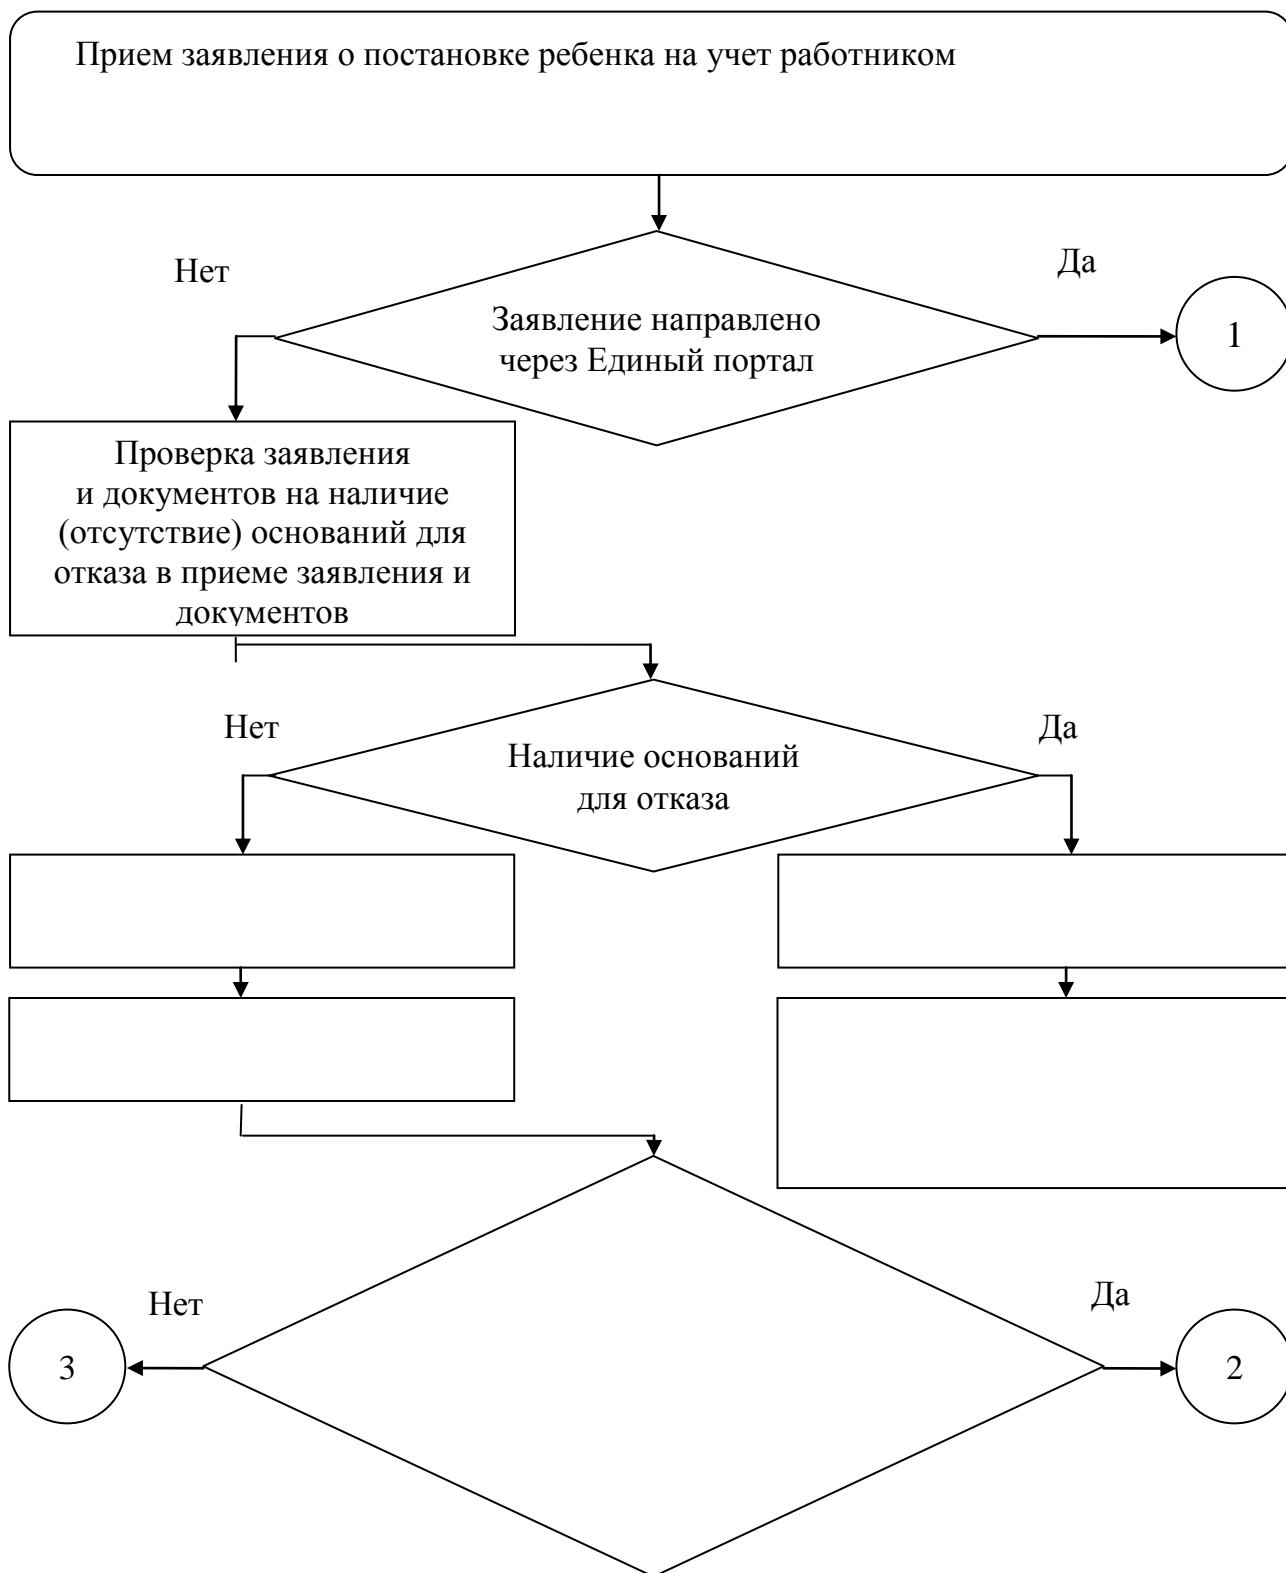 Прием заявления о постановке ребенка на учет работником
Нет
Да
Заявление направлено
через Единый портал
1
Проверка заявления
и документов на наличие
(отсутствие) оснований для
отказа в приеме заявления и
документов
Нет
Да
Наличие оснований
для отказа
Нет
Да
3
2